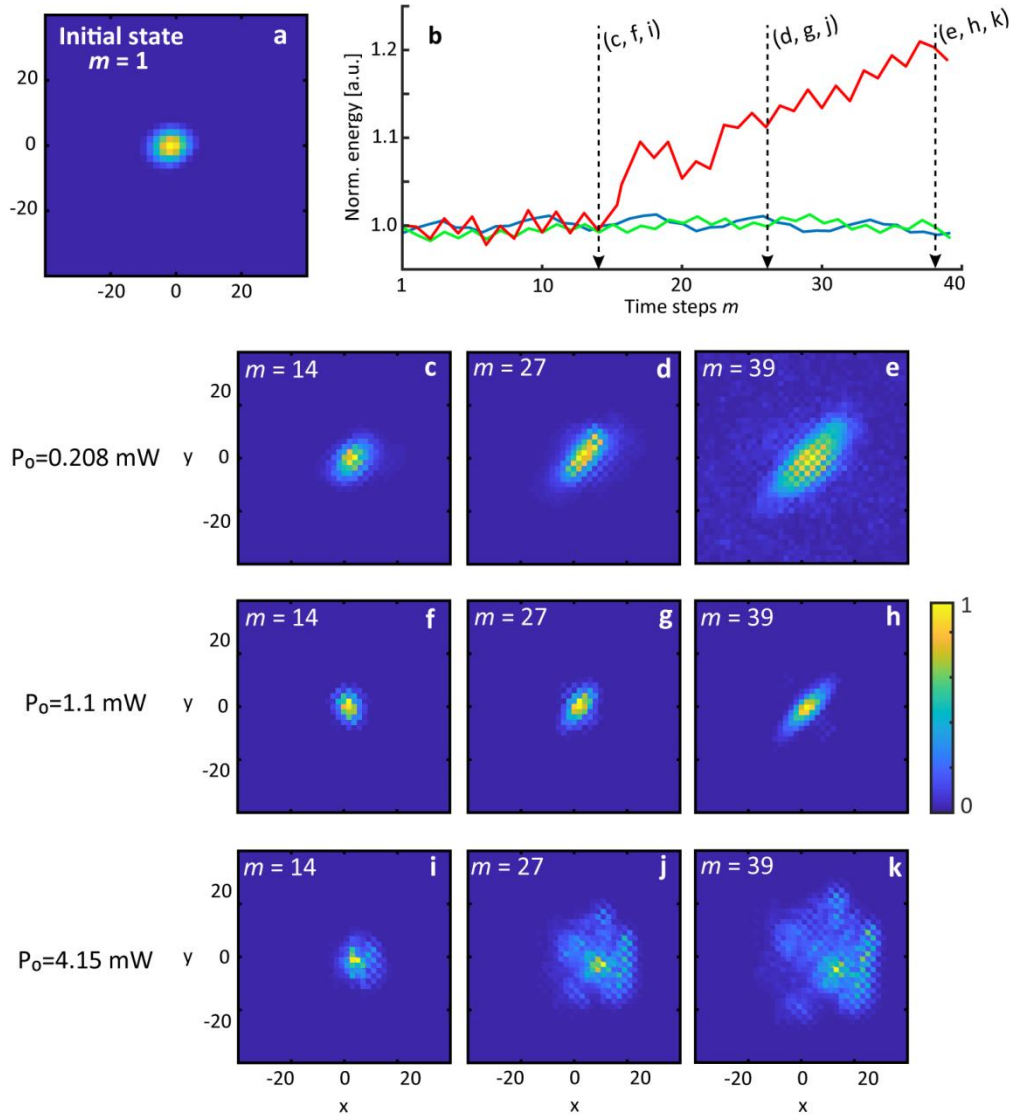 Initial state
m = 1
a
20
0
-20
-20
0
20
b
Norm. energy [a.u.]
1.2
1.1
1.0
1
10
20
30
40
Time steps m
(c, f, i)
(d, g, j)
(e, h, k)
P₀=0.208 mW
y
20
0
-20
m = 14
c
m = 27
d
m = 39
e
P₀=1.1 mW
y
20
0
-20
m = 14
f
m = 27
g
m = 39
h
1
0
P₀=4.15 mW
y
20
0
-20
m = 14
i
m = 27
j
m = 39
k
-20
0
20
-20
0
20
-20
0
20
x
x
x